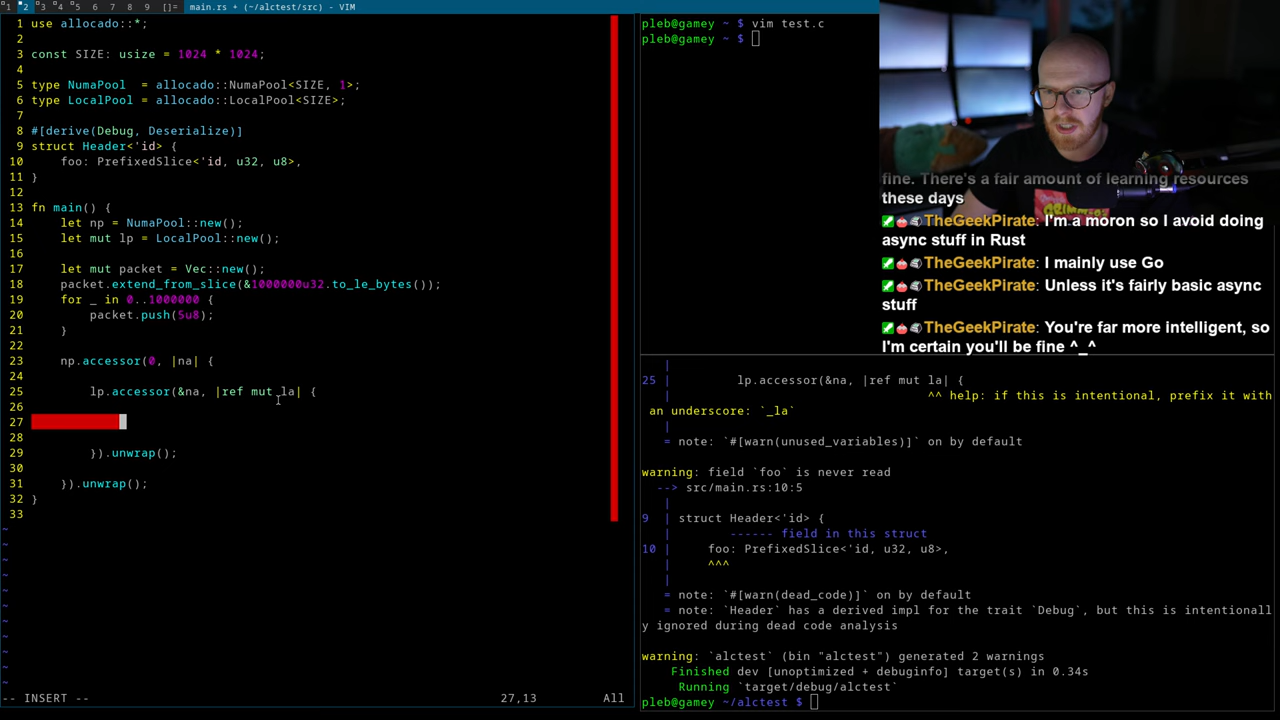 1 2 3 4 5 6 7 8 9 []= main.rs + (~/alctest/src) - VIM
1 use allocado::*;
2
3 const SIZE: usize = 1024 * 1024;
4
5 type NumaPool  = allocado::NumaPool<SIZE, 1>;
6 type LocalPool = allocado::LocalPool<SIZE>;
7
8 #[derive(Debug, Deserialize)]
9 struct Header<'id> {
10     foo: PrefixedSlice<'id, u32, u8>,
11 }
12
13 fn main() {
14     let np = NumaPool::new();
15     let mut lp = LocalPool::new();
16
17     let mut packet = Vec::new();
18     packet.extend_from_slice(&1000000u32.to_le_bytes());
19     for _ in 0..1000000 {
20         packet.push(5u8);
21     }
22
23     np.accessor(0, |na| {
24
25         lp.accessor(&na, |ref mut la| {
26
27
28
29         }).unwrap();
30
31     }).unwrap();
32 }
33
~
~
~
~
~
~
~
~
~
~
~
-- INSERT -- 27,13 All
pleb@gamey ~ $ vim test.c
pleb@gamey ~ $
fine. There's a fair amount of learning resources
these days
TheGeekPirate: I'm a moron so I avoid doing
async stuff in Rust
TheGeekPirate: I mainly use Go
TheGeekPirate: Unless it's fairly basic async
stuff
TheGeekPirate: You're far more intelligent, so
I'm certain you'll be fine ^_^
|
25 |         lp.accessor(&na, |ref mut la| {
|                                   ^^ help: if this is intentional, prefix it with
an underscore: `_la`
|
= note: `#[warn(unused_variables)]` on by default
warning: field `foo` is never read
--> src/main.rs:10:5
|
9  | struct Header<'id> {
|        ------ field in this struct
10 |     foo: PrefixedSlice<'id, u32, u8>,
|     ^^^
|
= note: `#[warn(dead_code)]` on by default
= note: `Header` has a derived impl for the trait `Debug`, but this is intentionall
y ignored during dead code analysis
warning: `alctest` (bin "alctest") generated 2 warnings
Finished dev [unoptimized + debuginfo] target(s) in 0.34s
Running `target/debug/alctest`
pleb@gamey ~/alctest $